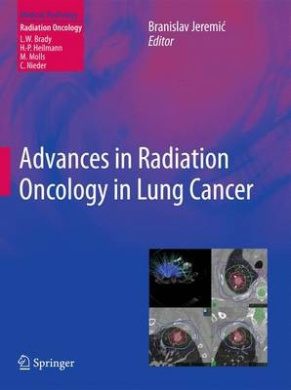 Medical Radiology
Radiation Oncology
L.W. Brady
H.-P. Heilmann
M. Molls
C. Nieder
Branislav Jeremić
Editor
Advances in Radiation
Oncology in Lung Cancer
Springer